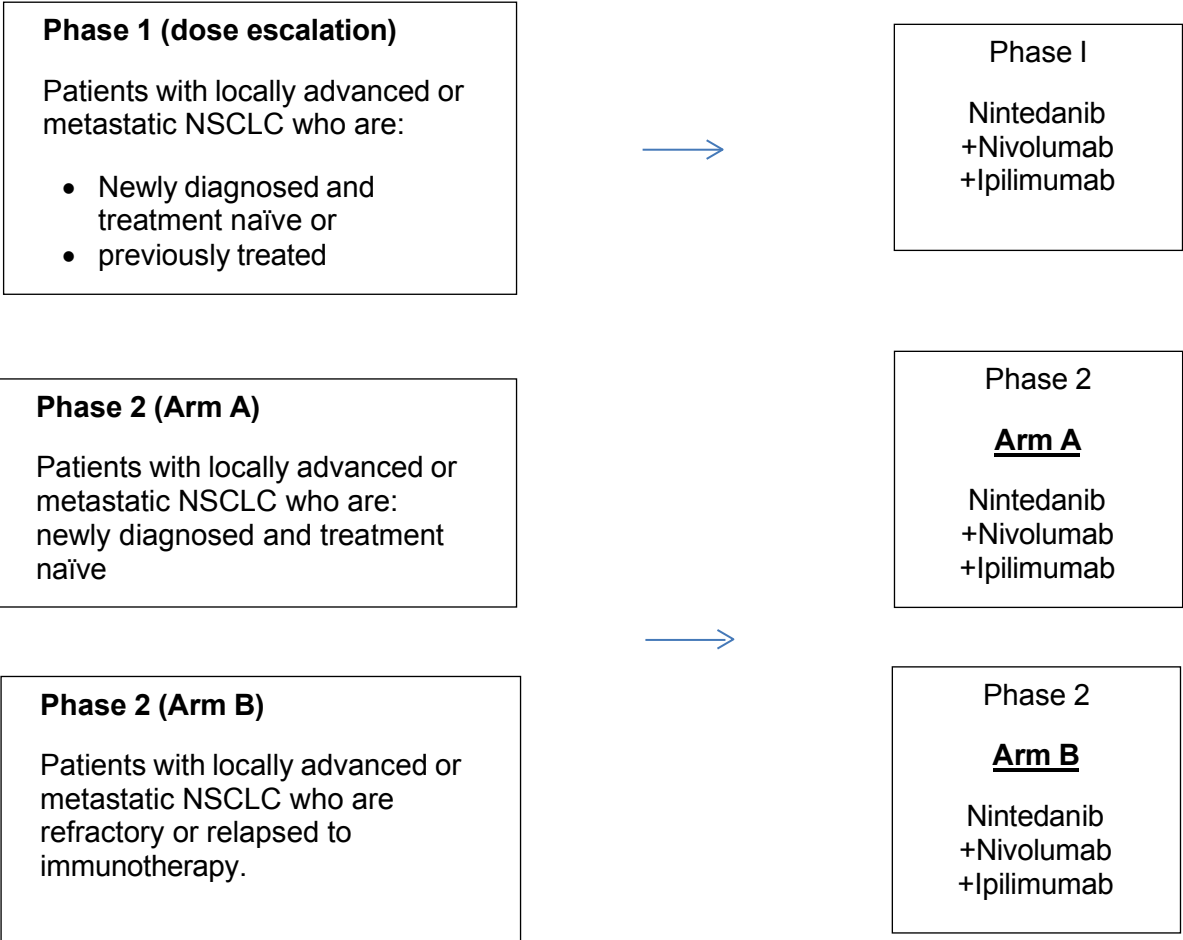 Phase 1 (dose escalation)
Patients with locally advanced or
metastatic NSCLC who are:
• Newly diagnosed and
treatment naïve or
• previously treated
Phase I
Nintedanib
+Nivolumab
+Ipilimumab
Phase 2 (Arm A)
Patients with locally advanced or
metastatic NSCLC who are:
newly diagnosed and treatment
naïve
Phase 2
Arm A
Nintedanib
+Nivolumab
+Ipilimumab
Phase 2 (Arm B)
Patients with locally advanced or
metastatic NSCLC who are
refractory or relapsed to
immunotherapy.
Phase 2
Arm B
Nintedanib
+Nivolumab
+Ipilimumab